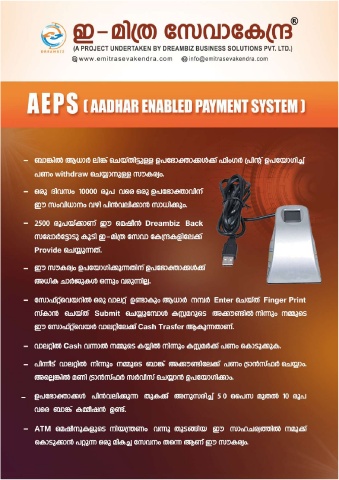 ഇ-മിത്ര സേവാകേന്ദ്ര®
(A PROJECT UNDERTAKEN BY DREAMBIZ BUSINESS SOLUTIONS PVT. LTD.)
www.emitrasevakendra.com info@emitrasevakendra.com
AEPS ( AADHAR ENABLED PAYMENT SYSTEM )
– ബാങ്കിൽ ആധാർ ലിങ്ക് ചെയ്തിട്ടുള്ള ഉപഭോക്താക്കൾക്ക് ഫിംഗർ പ്രിന്റ് ഉപയോഗിച്ച്
പണം withdraw ചെയ്യാനുള്ള സൗകര്യം.
– ഒരു ദിവസം 10000 രൂപ വരെ ഒരു ഉപഭോക്താവിന്
ഈ സംവിധാനം വഴി പിൻവലിക്കാൻ സാധിക്കും.
– 2500 രൂപയ്ക്കാണ് ഈ മെഷീൻ Dreambiz Back
സപ്പോർട്ടോടു കൂടി ഇ-മിത്ര സേവാ കേന്ദ്രകളിലേക്ക്
Provide ചെയ്യുന്നത്.
– ഈ സൗകര്യം ഉപയോഗിക്കുന്നതിന് ഉപഭോക്താക്കൾക്ക്
അധിക ചാർജുകൾ ഒന്നും വരുന്നില്ല.
– സോഫ്റ്റ്‌വെയറിൽ ഒരു വാലറ്റ് ഉണ്ടാകും ആധാർ നമ്പർ Enter ചെയ്ത് Finger Print
സ്കാൻ ചെയ്ത് Submit ചെയ്യുമ്പോൾ കസ്റ്റമറുടെ അക്കൗണ്ടിൽ നിന്നും നമ്മുടെ
ഈ സോഫ്റ്റ്‌വെയർ വാലറ്റിലേക്ക് Cash Trasfer ആകുന്നതാണ്.
– വാലറ്റിൽ Cash വന്നാൽ നമ്മുടെ കയ്യിൽ നിന്നും കസ്റ്റമർക്ക് പണം കൊടുക്കുക.
– പിന്നീട് വാലറ്റിൽ നിന്നും നമ്മുടെ ബാങ്ക് അക്കൗണ്ടിലേക്ക് പണം ട്രാൻസ്ഫർ ചെയ്യാം.
അല്ലെങ്കിൽ മണി ട്രാൻസ്ഫർ സർവീസ് ചെയ്യാൻ ഉപയോഗിക്കാം.
– ഉപഭോക്താക്കൾ പിൻവലിക്കുന്ന തുകക്ക് അനുസരിച്ച് 50 പൈസ മുതൽ 10 രൂപ
വരെ ബാങ്ക് കമ്മീഷൻ ഉണ്ട്.
– ATM മെഷിനുകളുടെ നിയന്ത്രണം വന്നു തുടങ്ങിയ ഈ സാഹചര്യത്തിൽ നമുക്ക്
കൊടുക്കാൻ പറ്റുന്ന ഒരു മികച്ച സേവനം തന്നെ ആണ് ഈ സൗകര്യം.